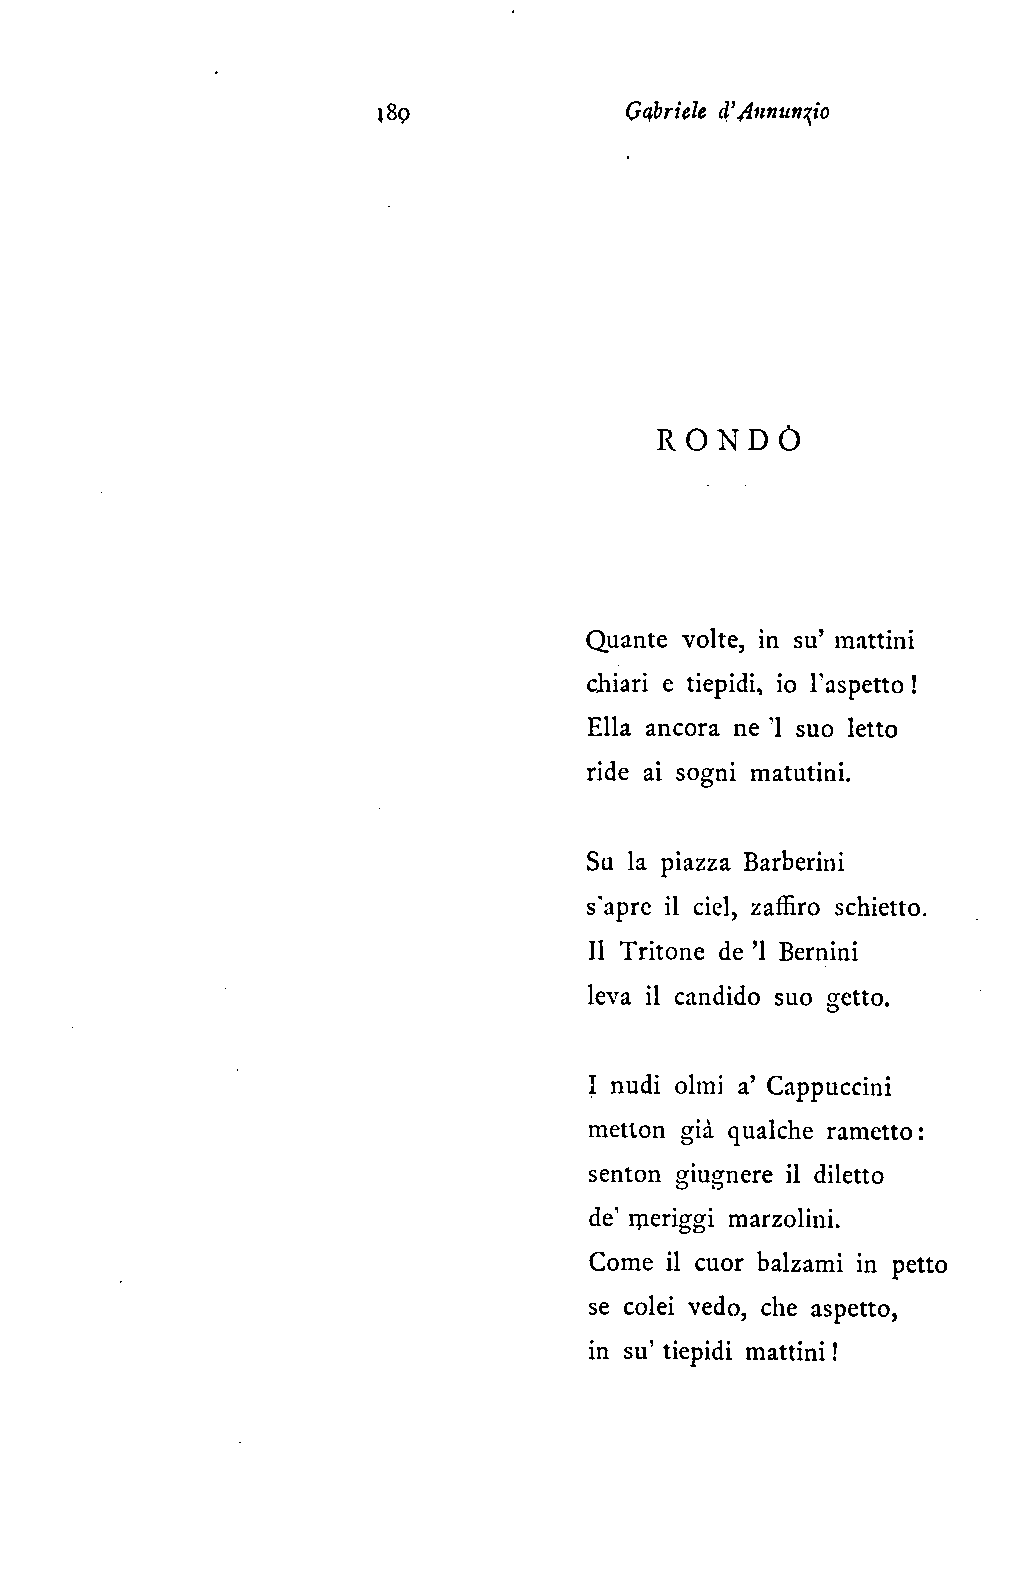 189 Gabriele d'Annunzio
RONDÒ
Quante volte, in su' mattini
chiari e tiepidi, io l'aspetto!
Ella ancora ne 'l suo letto
ride ai sogni matutini.
Su la piazza Barberini
s'apre il ciel, zaffiro schietto.
Il Tritone de 'l Bernini
leva il candido suo getto.
I nudi olmi a' Cappuccini
metton già qualche rametto:
senton giugnere il diletto
de' meriggi marzolini.
Come il cuor balzami in petto
se colei vedo, che aspetto,
in su' tiepidi mattini!